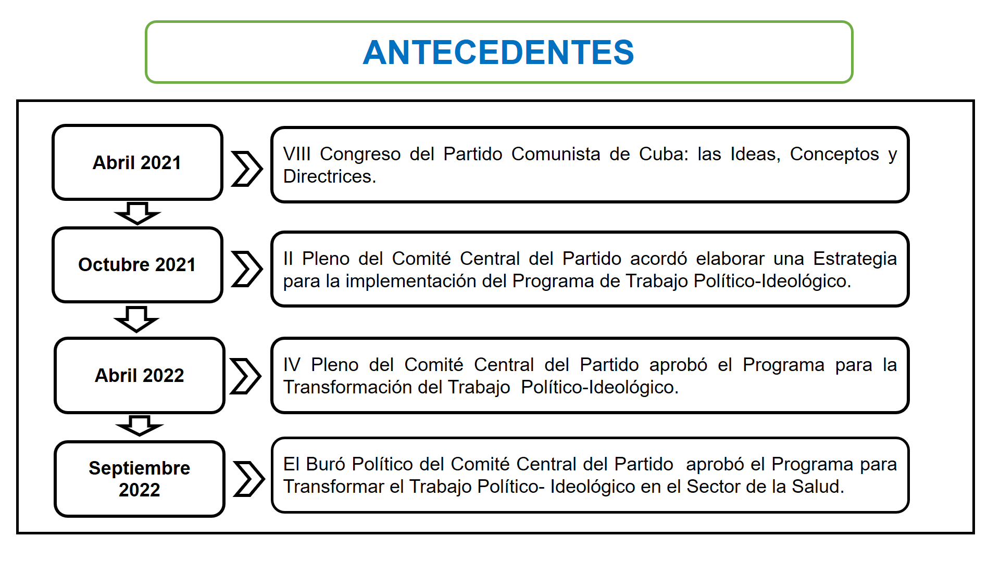 ANTECEDENTES
Abril 2021
VIII Congreso del Partido Comunista de Cuba: las Ideas, Conceptos y
Directrices.
Octubre 2021
II Pleno del Comité Central del Partido acordó elaborar una Estrategia
para la implementación del Programa de Trabajo Político-Ideológico.
Abril 2022
IV Pleno del Comité Central del Partido aprobó el Programa para la
Transformación del Trabajo  Político-Ideológico.
Septiembre
2022
El Buró Político del Comité Central del Partido  aprobó el Programa para
Transformar el Trabajo Político- Ideológico en el Sector de la Salud.